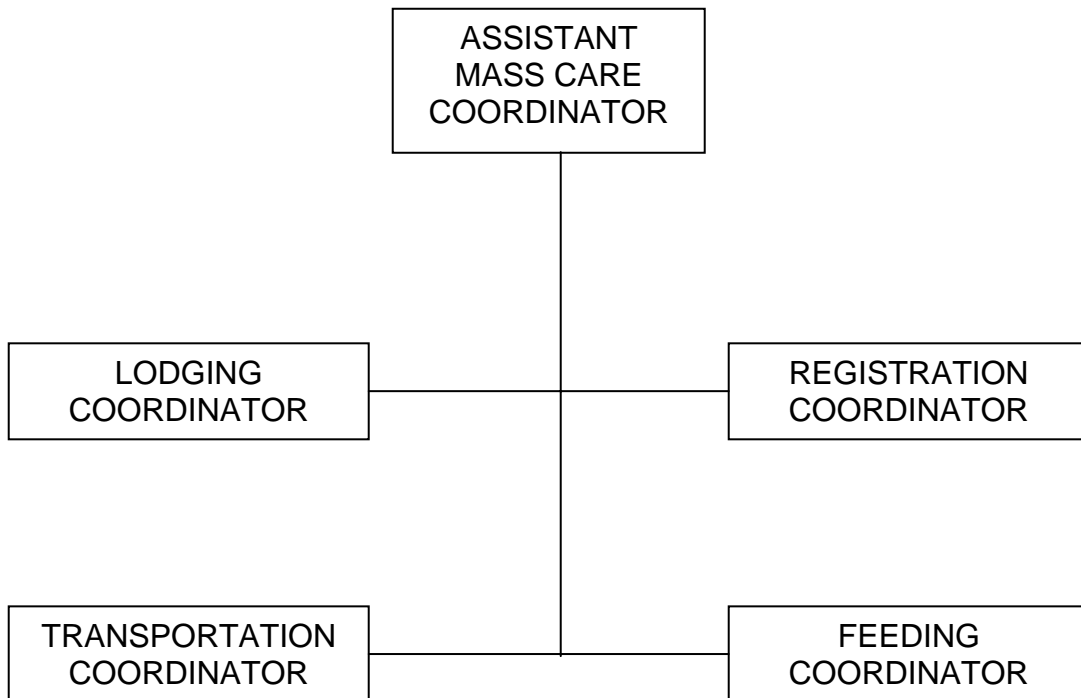 ASSISTANT
MASS CARE
COORDINATOR
LODGING
COORDINATOR
REGISTRATION
COORDINATOR
TRANSPORTATION
COORDINATOR
FEEDING
COORDINATOR